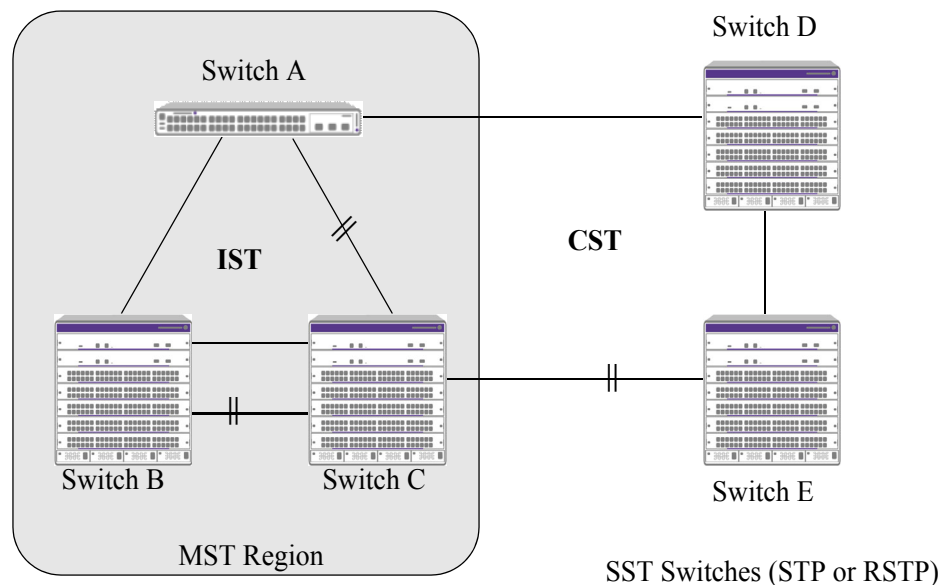 Switch D
Switch A
IST
CST
Switch B
Switch C
Switch E
MST Region
SST Switches (STP or RSTP)